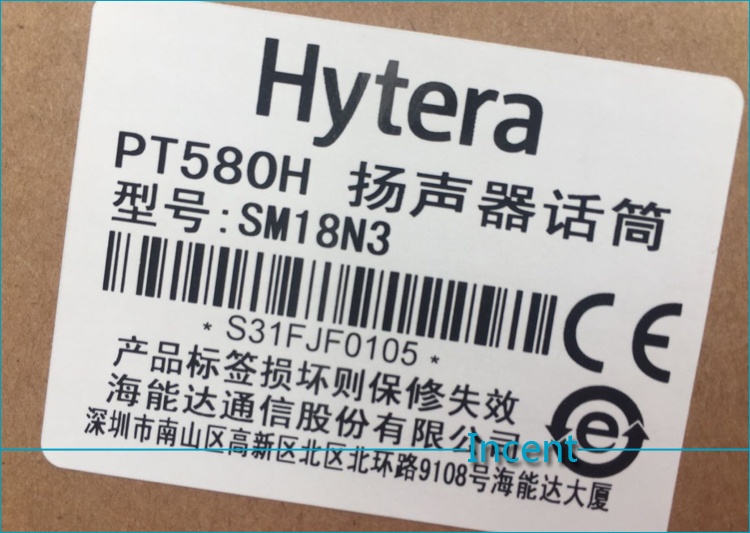 Hytera
PT580H 扬声器话筒
型号:SM18N3
* S31FJF0105 *
CE
产品标签损坏则保修失效
海能达通信股份有限公司
e
深圳市南山区高新区北区北环路9108号海能达大厦
Incent